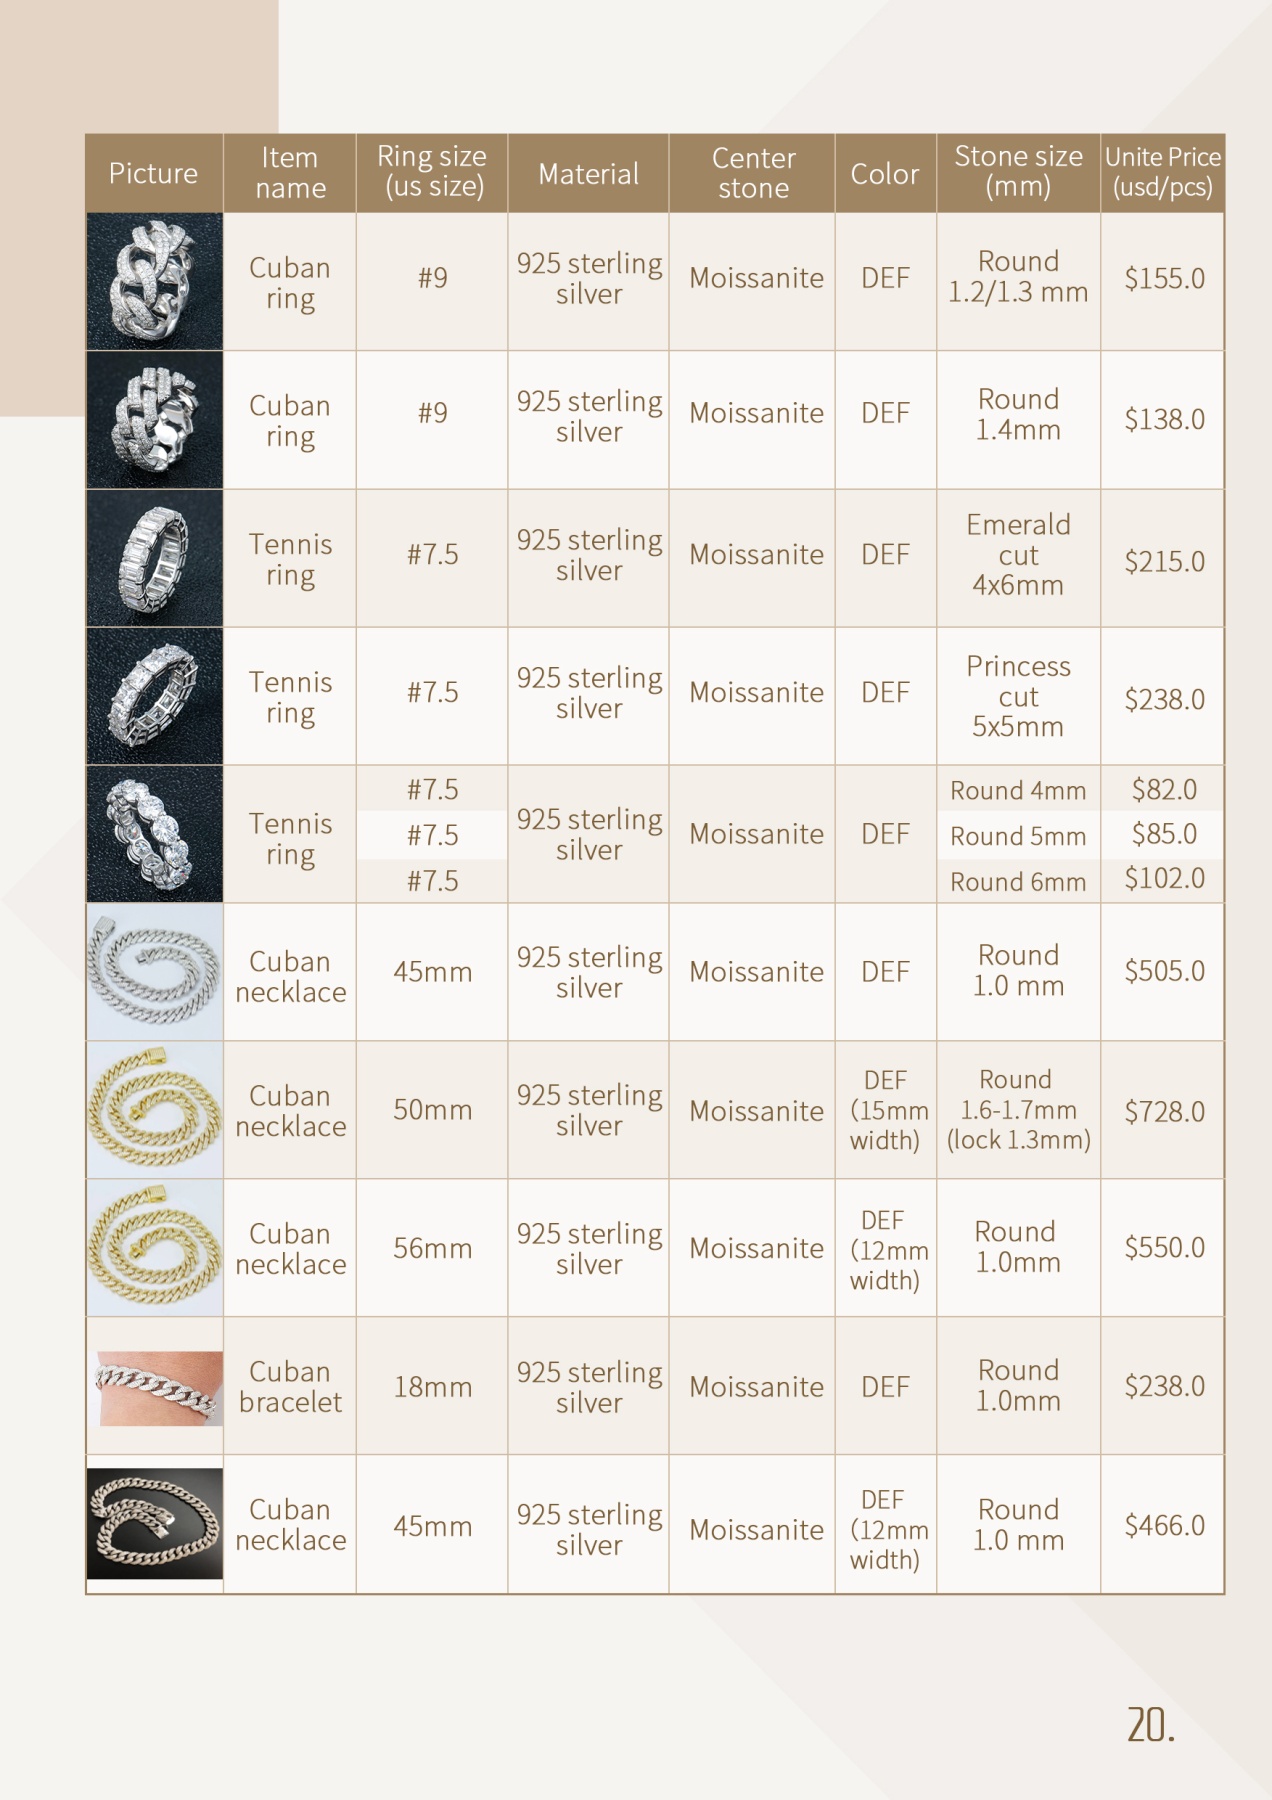 Picture
Item
name
Ring size
(us size)
Material
Center
stone
Color
Stone size
(mm)
Unite Price
(usd/pcs)
Cuban
ring
#9
925 sterling
silver
Moissanite
DEF
Round
1.2/1.3 mm
$155.0
Cuban
ring
#9
925 sterling
silver
Moissanite
DEF
Round
1.4mm
$138.0
Tennis
ring
#7.5
925 sterling
silver
Moissanite
DEF
Emerald
cut
4x6mm
$215.0
Tennis
ring
#7.5
925 sterling
silver
Moissanite
DEF
Princess
cut
5x5mm
$238.0
Tennis
ring
#7.5
#7.5
#7.5
925 sterling
silver
Moissanite
DEF
Round 4mm
$82.0
Round 5mm
$85.0
Round 6mm
$102.0
Cuban
necklace
45mm
925 sterling
silver
Moissanite
DEF
Round
1.0 mm
$505.0
Cuban
necklace
50mm
925 sterling
silver
Moissanite
DEF
(15mm
width)
Round
1.6-1.7mm
(lock 1.3mm)
$728.0
Cuban
necklace
56mm
925 sterling
silver
Moissanite
DEF
(12mm
width)
Round
1.0mm
$550.0
Cuban
bracelet
18mm
925 sterling
silver
Moissanite
DEF
Round
1.0mm
$238.0
Cuban
necklace
45mm
925 sterling
silver
Moissanite
DEF
(12mm
width)
Round
1.0 mm
$466.0
20.